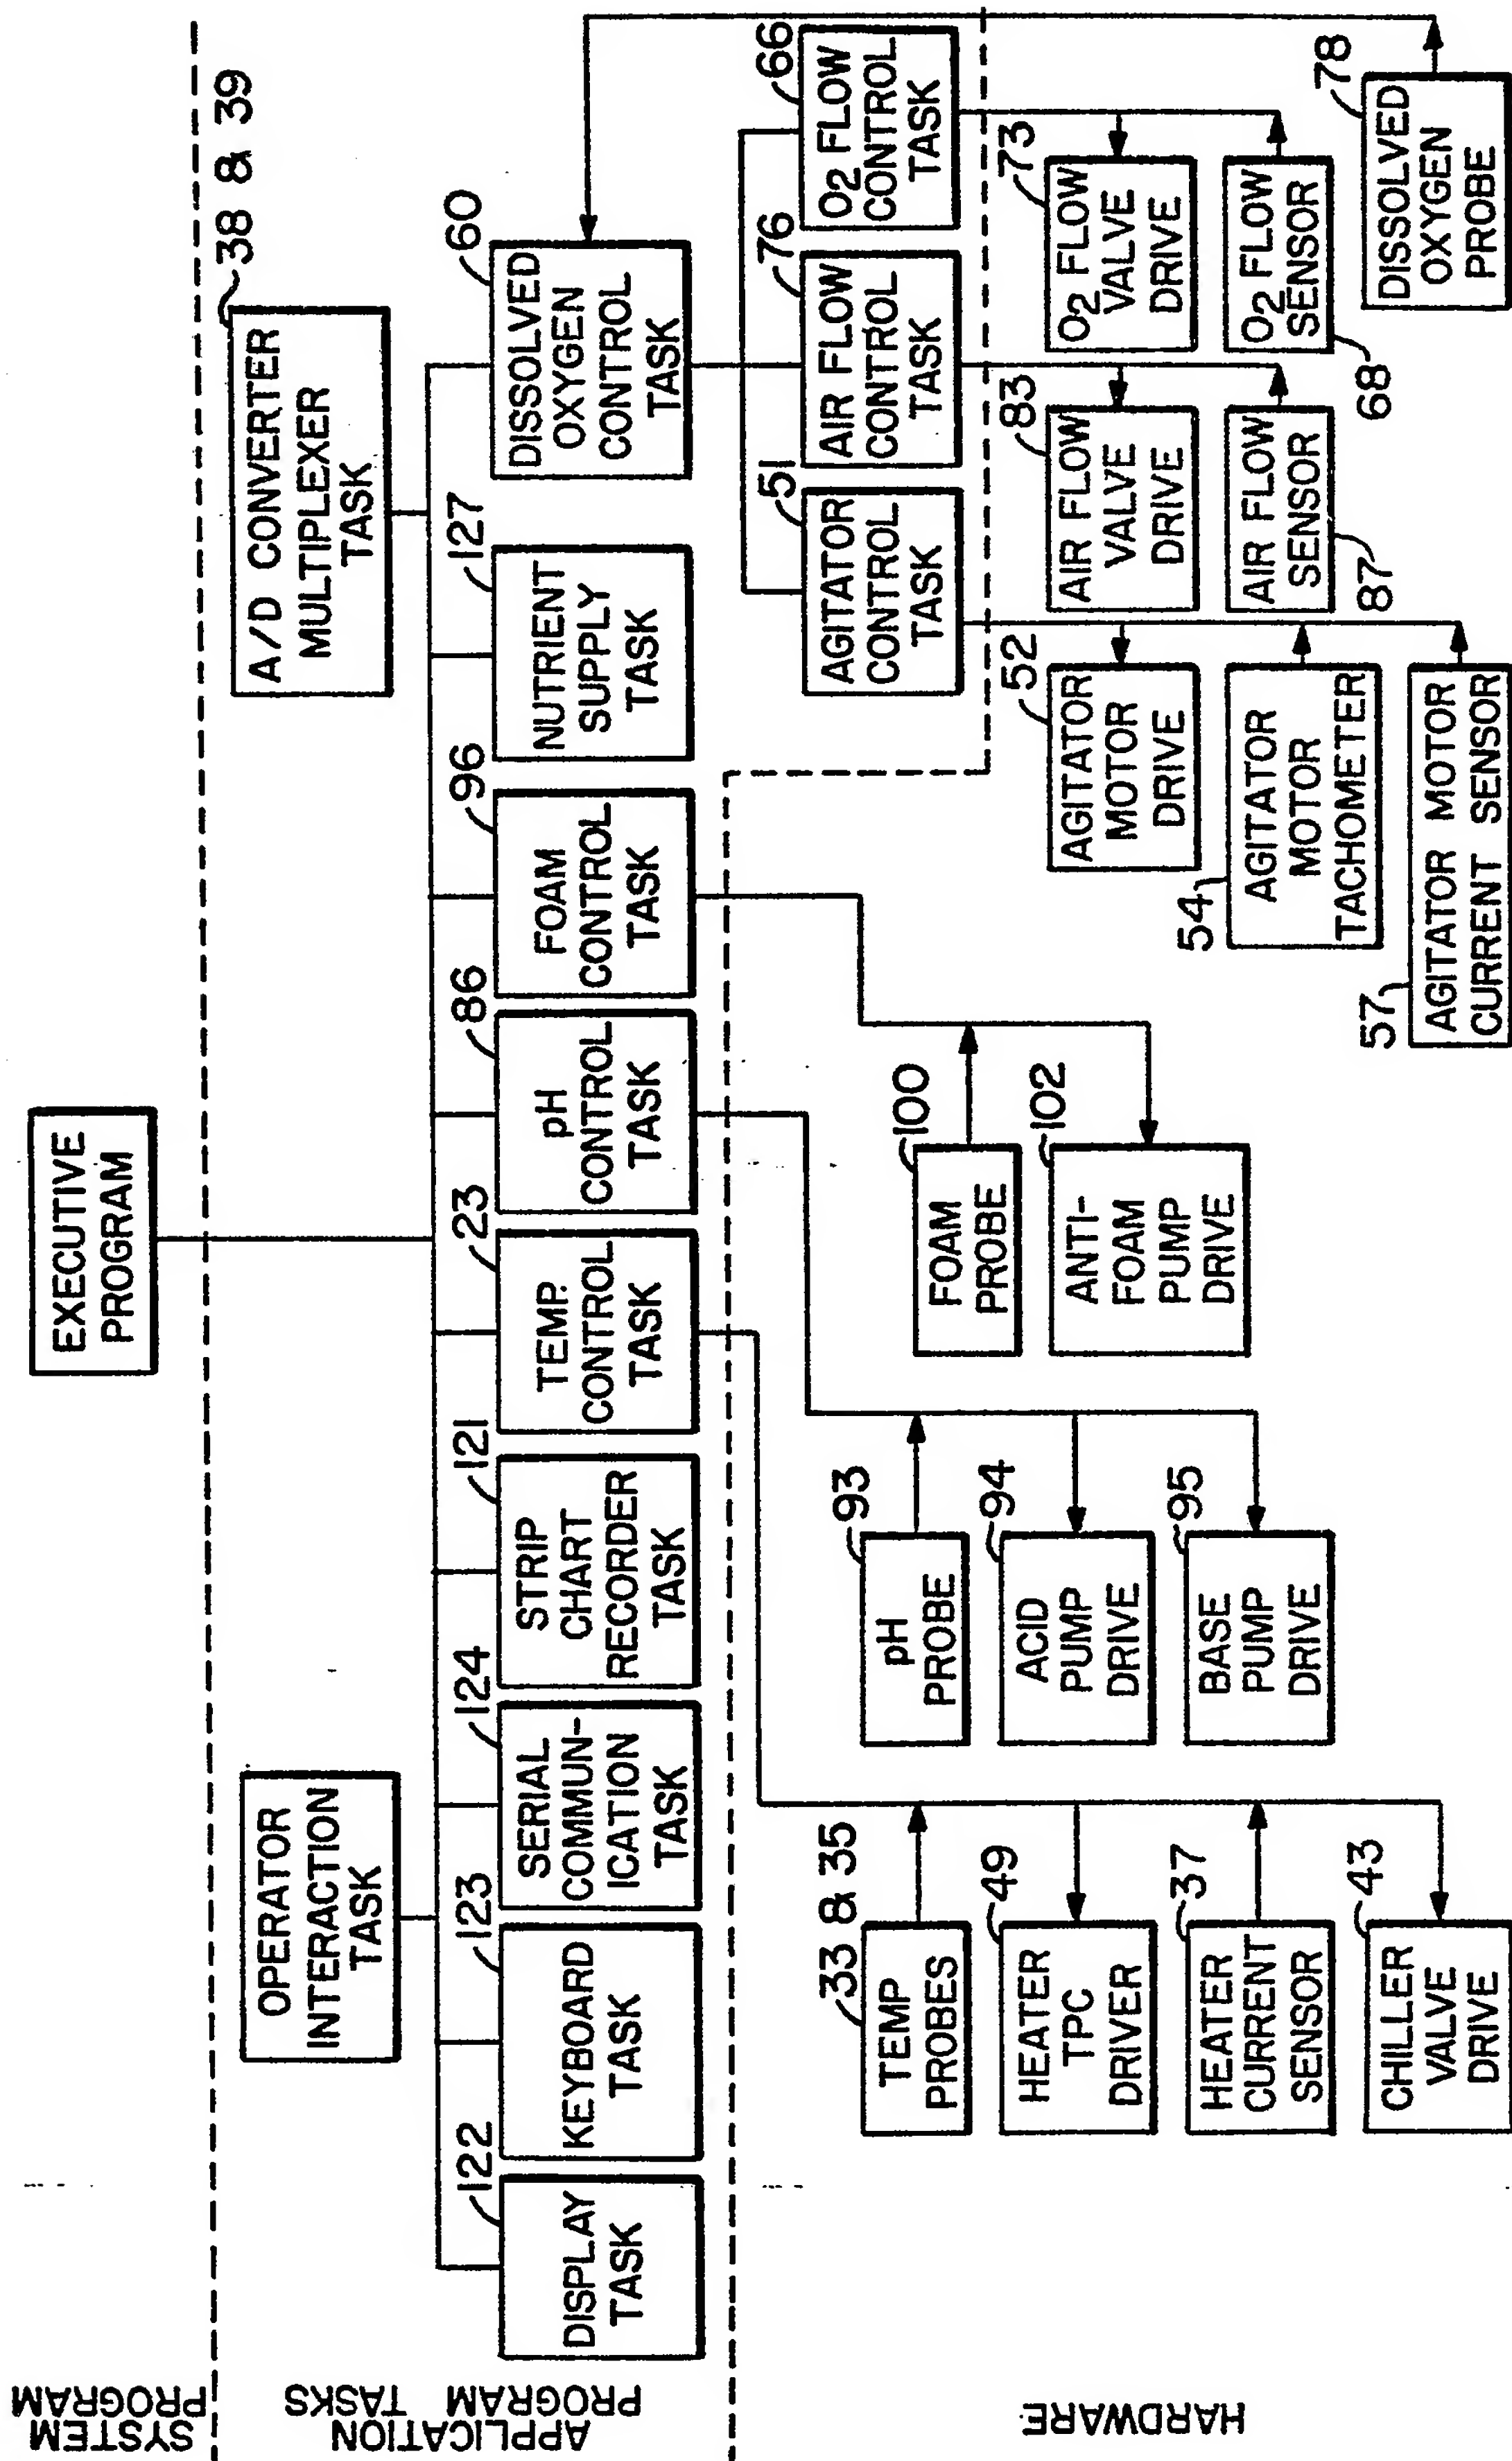 SYSTEM
PROGRAM
EXECUTIVE
PROGRAM
APPLICATION
PROGRAM TASKS
OPERATOR
INTERACTION
TASK
38 & 39
A/D CONVERTER
MULTIPLEXER
TASK
122
DISPLAY
TASK
123
KEYBOARD
TASK
124
SERIAL
COMMUN-
ICATION
TASK
121
STRIP
CHART
RECORDER
TASK
23
TEMP.
CONTROL
TASK
86
pH
CONTROL
TASK
96
FOAM
CONTROL
TASK
127
NUTRIENT
SUPPLY
TASK
60
DISSOLVED
OXYGEN
CONTROL
TASK
51
AGITATOR
CONTROL
TASK
76
AIR FLOW
CONTROL
TASK
66
O2 FLOW
CONTROL
TASK
HARDWARE
33 & 35
TEMP
PROBES
49
HEATER
TPC
DRIVER
37
HEATER
CURRENT
SENSOR
43
CHILLER
VALVE
DRIVE
93
pH
PROBE
94
ACID
PUMP
DRIVE
95
BASE
PUMP
DRIVE
100
FOAM
PROBE
102
ANTI-
FOAM
PUMP
DRIVE
52
AGITATOR
MOTOR
DRIVE
54
AGITATOR
MOTOR
TACHOMETER
57
AGITATOR MOTOR
CURRENT SENSOR
83
AIR FLOW
VALVE
DRIVE
AIR FLOW
SENSOR
87
73
O2 FLOW
VALVE
DRIVE
O2 FLOW
SENSOR
68
78
DISSOLVED
OXYGEN
PROBE